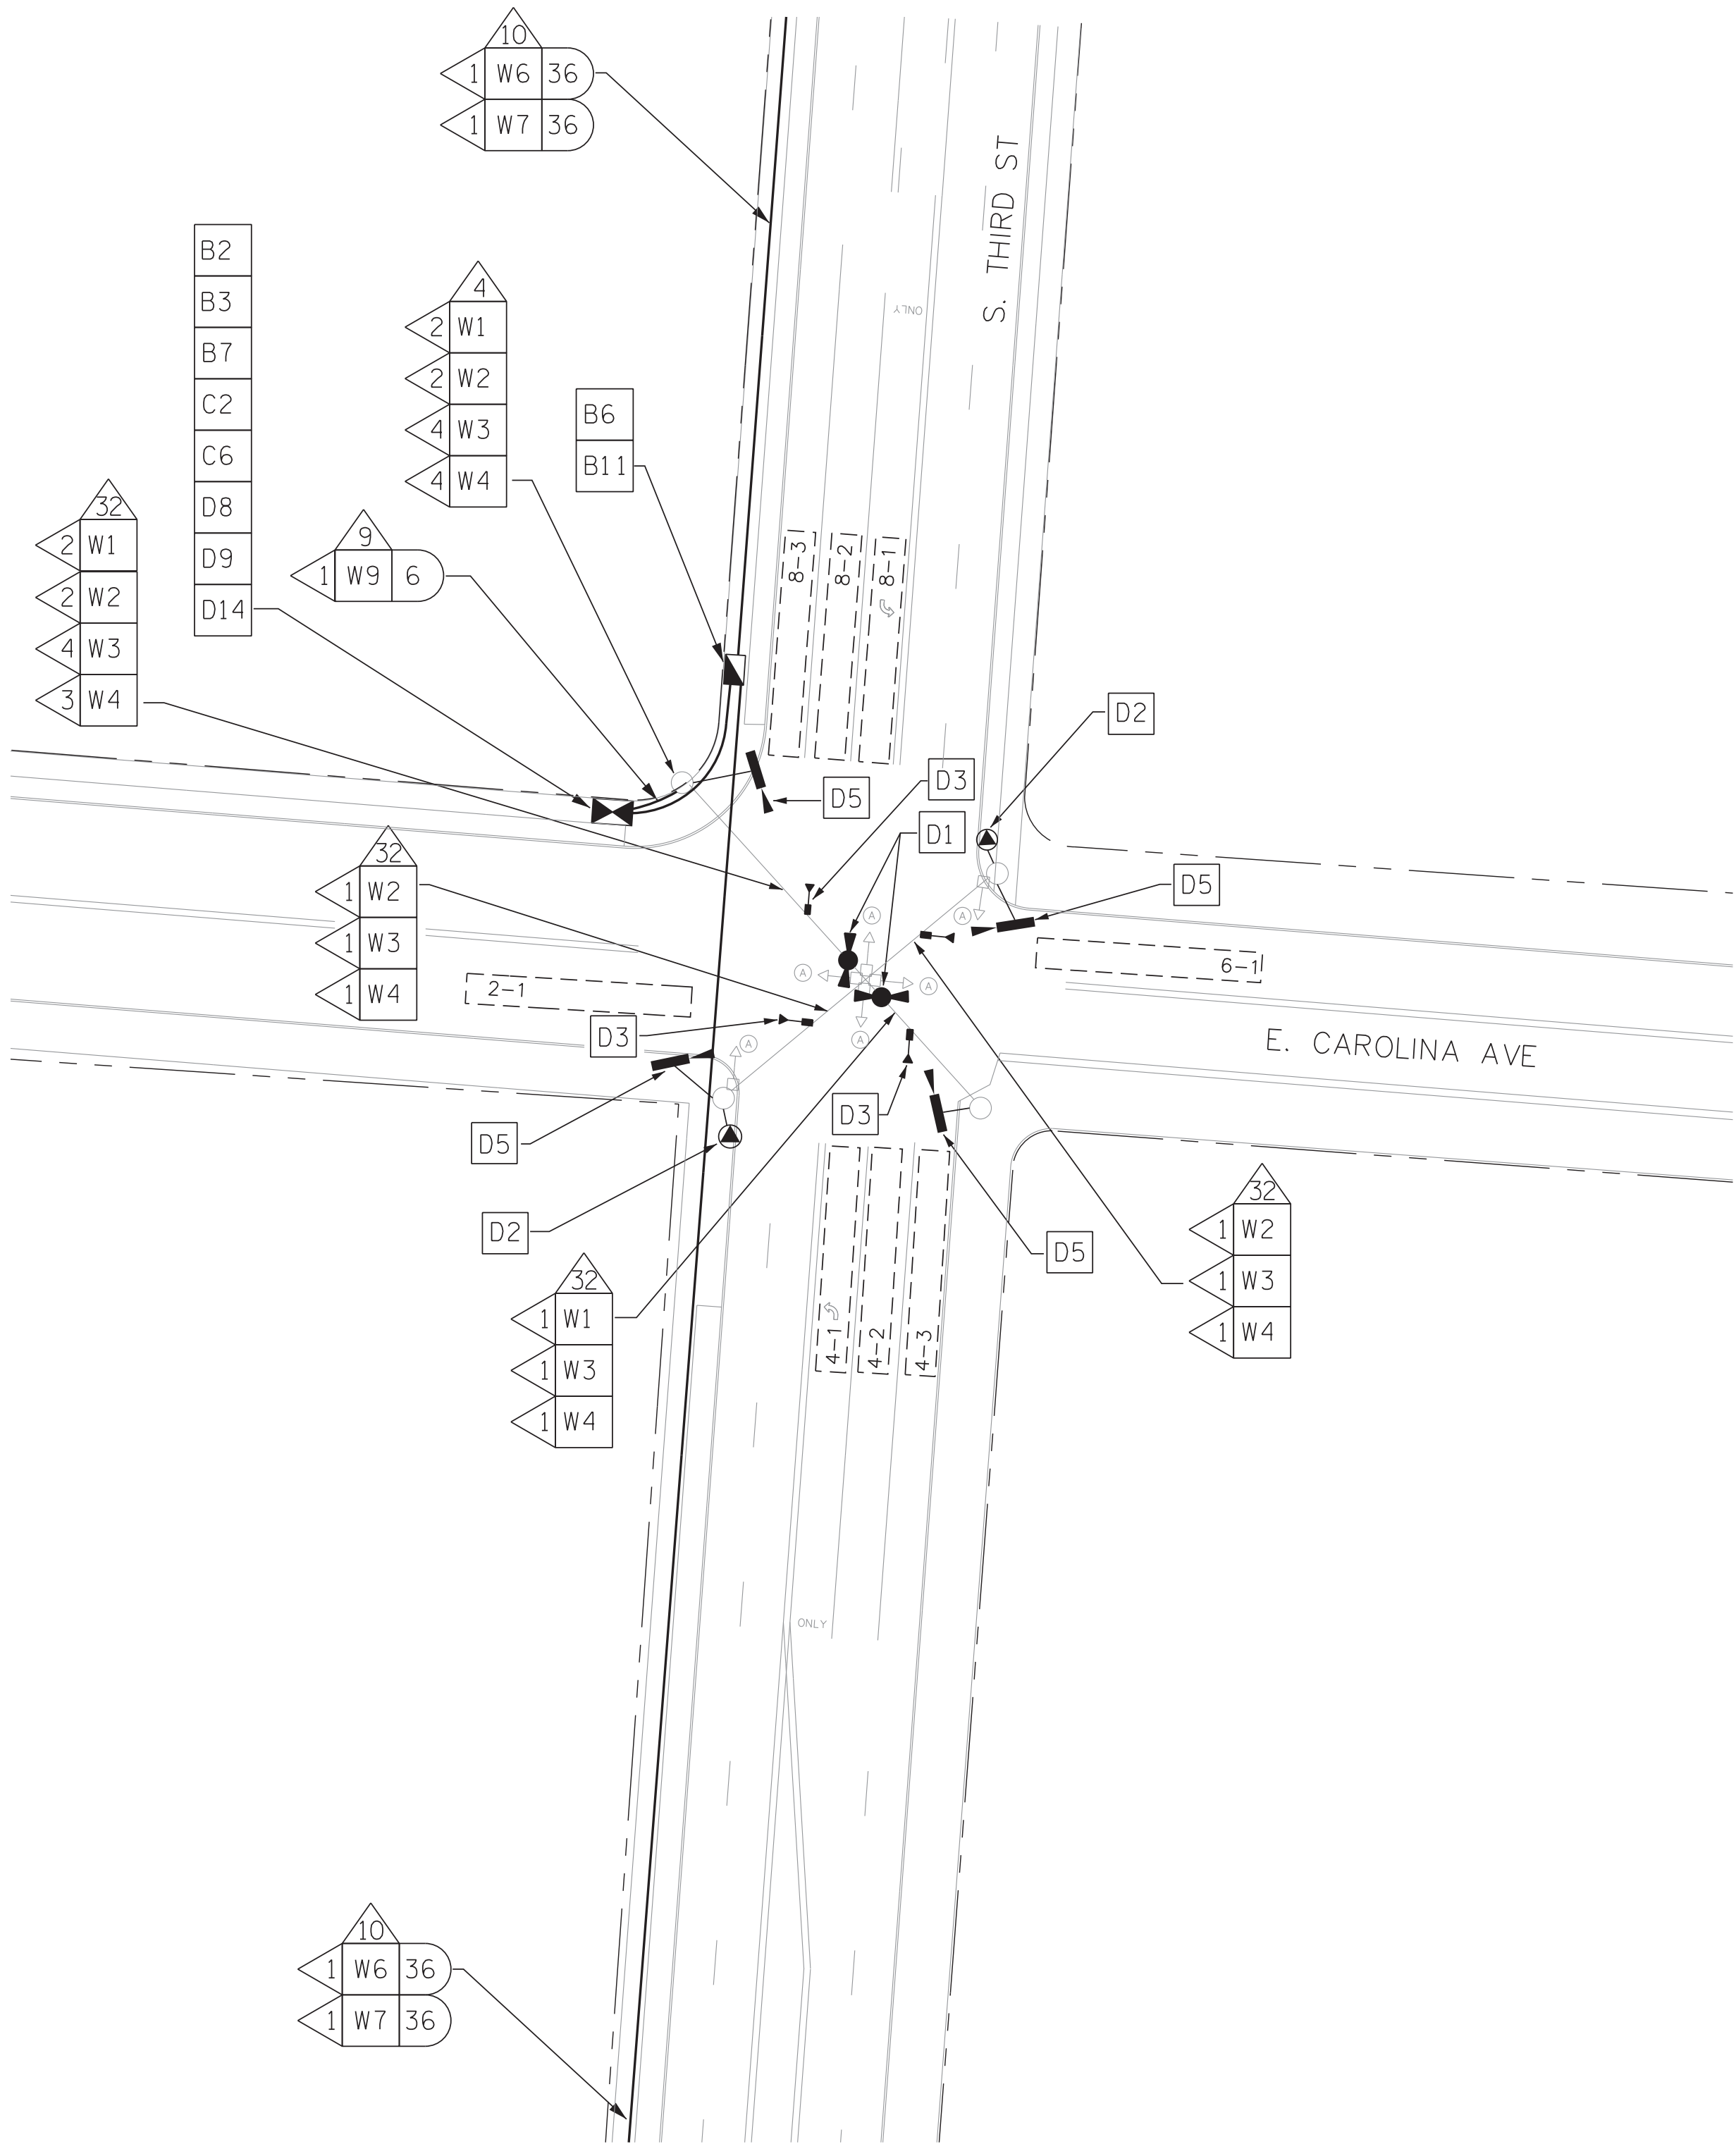 10
1 W6 36
1 W7 36
S. THIRD ST
B2
B3
B7
C2
C6
D8
D9
D14
4
2 W1
2 W2
4 W3
4 W4
ONLY
B6
B11
32
2 W1
2 W2
4 W3
3 W4
9
1 W9 6
8-3
8-2
8-1
D2
D3
D5
D1
D5
32
1 W2
1 W3
1 W4
A
A
A
A
A
A
2-1
6-1
D3
E. CAROLINA AVE
D5
D3
D2
D5
32
1 W2
1 W3
1 W4
32
1 W1
1 W3
1 W4
4-1
4-2
4-3
ONLY
10
1 W6 36
1 W7 36